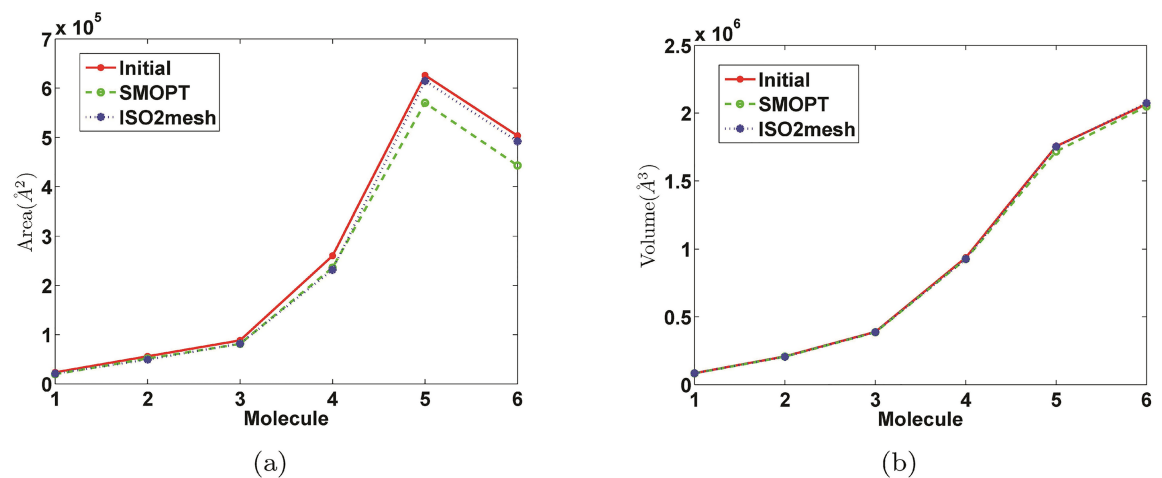 7 x 10^5
6
5
4
3
2
1
0
1 2 3 4 5 6
Area(Å^2)
Molecule
Initial
SMOPT
ISO2mesh
(a)
2.5 x 10^6
2
1.5
1
0.5
0
1 2 3 4 5 6
Volume(Å^3)
Molecule
Initial
SMOPT
ISO2mesh
(b)